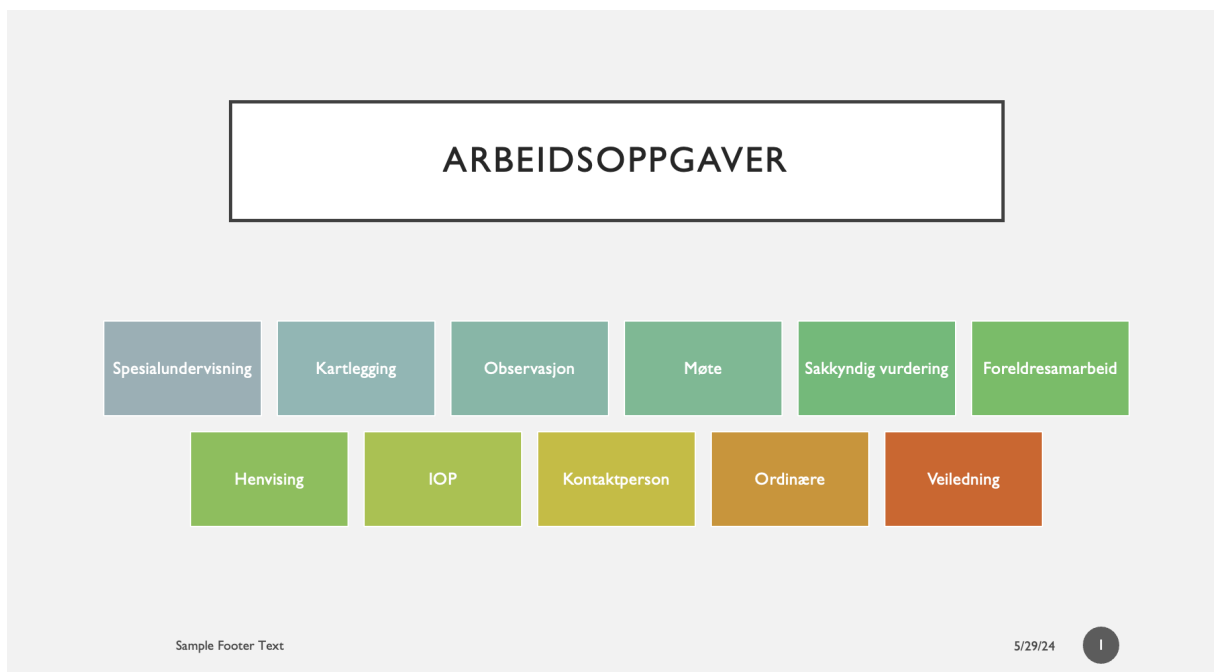 ARBEIDSOPPGAVER
Spesialundervisning
Kartlegging
Observasjon
Møte
Sakkyndig vurdering
Foreldresamarbeid
Henvising
IOP
Kontaktperson
Ordinære
Veiledning
Sample Footer Text
5/29/24
1